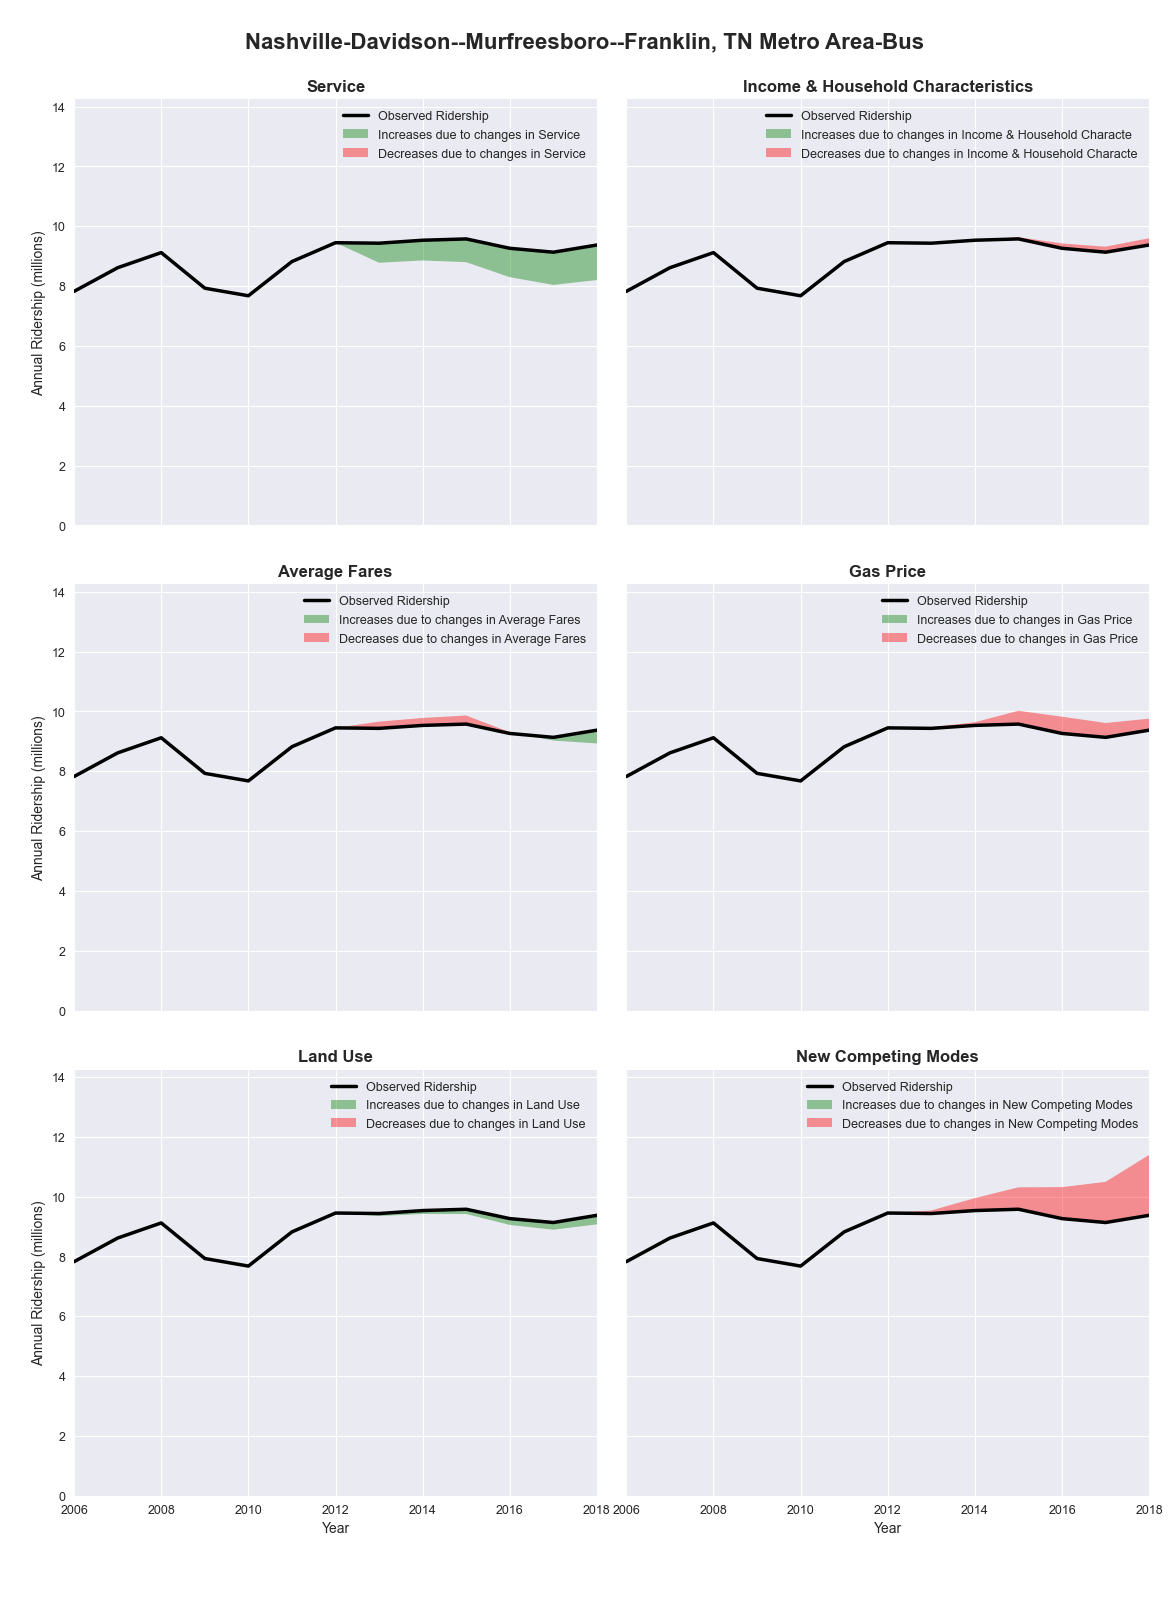 Nashville-Davidson--Murfreesboro--Franklin, TN Metro Area-Bus
Service
Observed Ridership
Increases due to changes in Service
Decreases due to changes in Service
Annual Ridership (millions)
14
12
10
8
6
4
2
0
Income & Household Characteristics
Observed Ridership
Increases due to changes in Income & Household Characte
Decreases due to changes in Income & Household Characte
Average Fares
Observed Ridership
Increases due to changes in Average Fares
Decreases due to changes in Average Fares
Annual Ridership (millions)
14
12
10
8
6
4
2
0
Gas Price
Observed Ridership
Increases due to changes in Gas Price
Decreases due to changes in Gas Price
Land Use
Observed Ridership
Increases due to changes in Land Use
Decreases due to changes in Land Use
Annual Ridership (millions)
14
12
10
8
6
4
2
0
2006 2008 2010 2012 2014 2016 2018
Year
New Competing Modes
Observed Ridership
Increases due to changes in New Competing Modes
Decreases due to changes in New Competing Modes
2006 2008 2010 2012 2014 2016 2018
Year